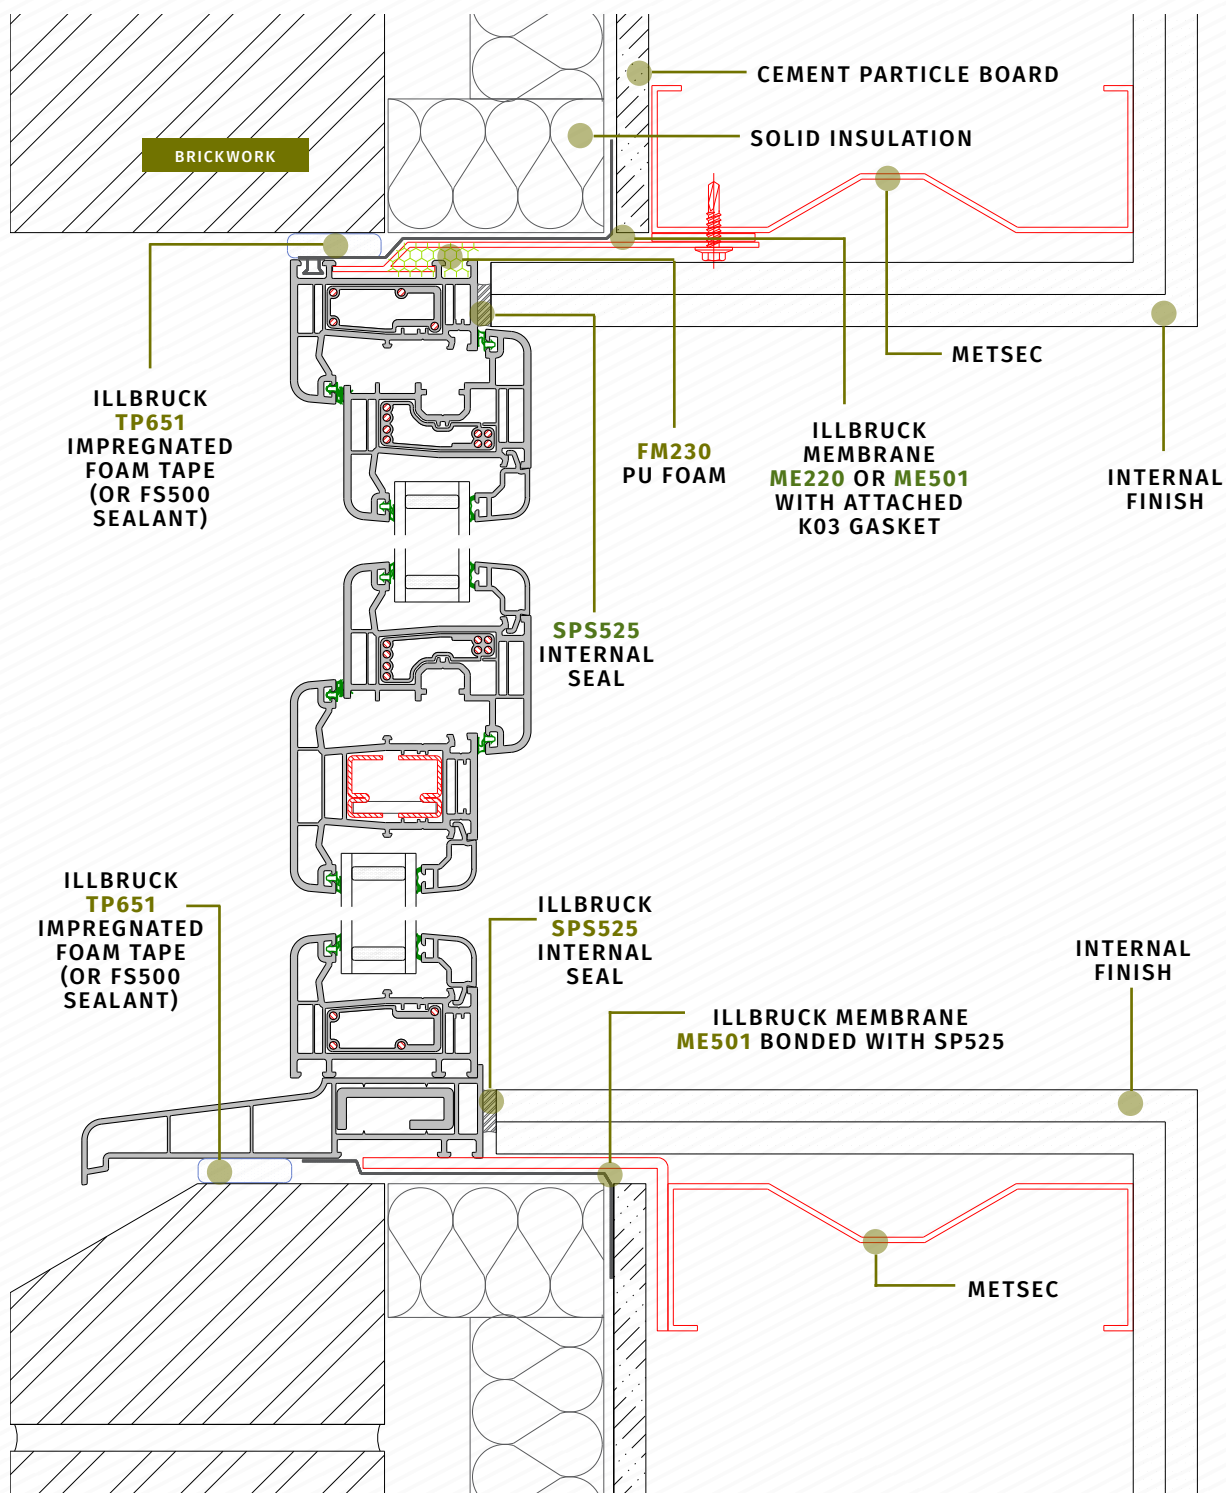 CEMENT PARTICLE BOARD
SOLID INSULATION
BRICKWORK
METSEC
ILLBRUCK
TP651
IMPREGNATED
FOAM TAPE
(OR FS500
SEALANT)
FM230
PU FOAM
ILLBRUCK
MEMBRANE
ME220 OR ME501
WITH ATTACHED
K03 GASKET
INTERNAL
FINISH
SPS525
INTERNAL
SEAL
ILLBRUCK
TP651
IMPREGNATED
FOAM TAPE
(OR FS500
SEALANT)
ILLBRUCK
SPS525
INTERNAL
SEAL
INTERNAL
FINISH
ILLBRUCK MEMBRANE
ME501 BONDED WITH SP525
METSEC